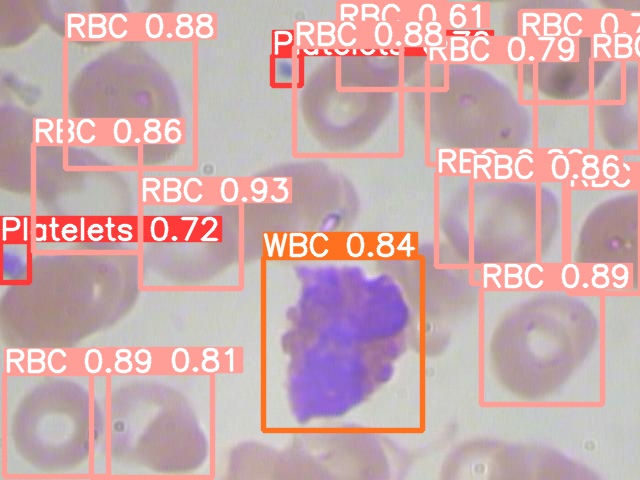 RBC 0.61
RBC 0.88
RBC 0.88
RBC 0.79
RBC
Platelets
RBC 0.86
RBC 0.86
RBC 0.93
Platelets 0.72
WBC 0.84
RBC 0.89
RBC 0.89
0.81